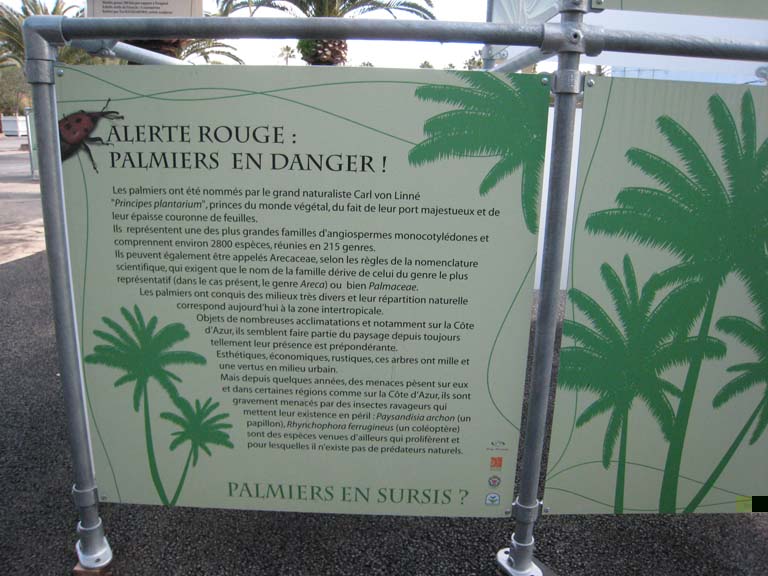 ALERTE ROUGE :
PALMIERS EN DANGER !
Les palmiers ont été nommés par le grand naturaliste Carl von Linné
"Principes plantorium", princes du monde végétal, du fait de leur port majestueux et de
leur épaisse couronne de feuilles.
Ils représentent une des plus grandes familles d'angiospermes monocotylédones et
comprennent environ 2800 espèces, réunies en 215 genres.
Ils peuvent également être appelés Arecaceae, selon les règles de la nomenclature
scientifique, qui exigent que le nom de la famille dérive de celui du genre le plus
représentatif (dans le cas présent, le genre Areca) ou bien Palmaceae.
Les palmiers ont conquis des milieux très divers et leur répartition naturelle
correspond aujourd'hui à la zone intertropicale.
Objets de nombreuses acclimatations et notamment sur la Côte
d'Azur, ils semblent faire partie du paysage depuis toujours
tellement leur présence est prépondérante.
Esthétiques, économiques, rustiques, ces arbres ont mille et
une vertus en milieu urbain.
Mais depuis quelques années, des menaces pèsent sur eux
et dans certaines régions comme sur la Côte d'Azur, ils sont
gravement menacés par des insectes ravageurs qui
mettent leur existence en péril : Paysandisia archon (un
papillon), Rhynchophora ferrugineus (un coléoptère)
sont des espèces venues d'ailleurs qui prolifèrent et
pour lesquelles il n'existe pas de prédateurs naturels.
PALMIERS EN SURSIS ?